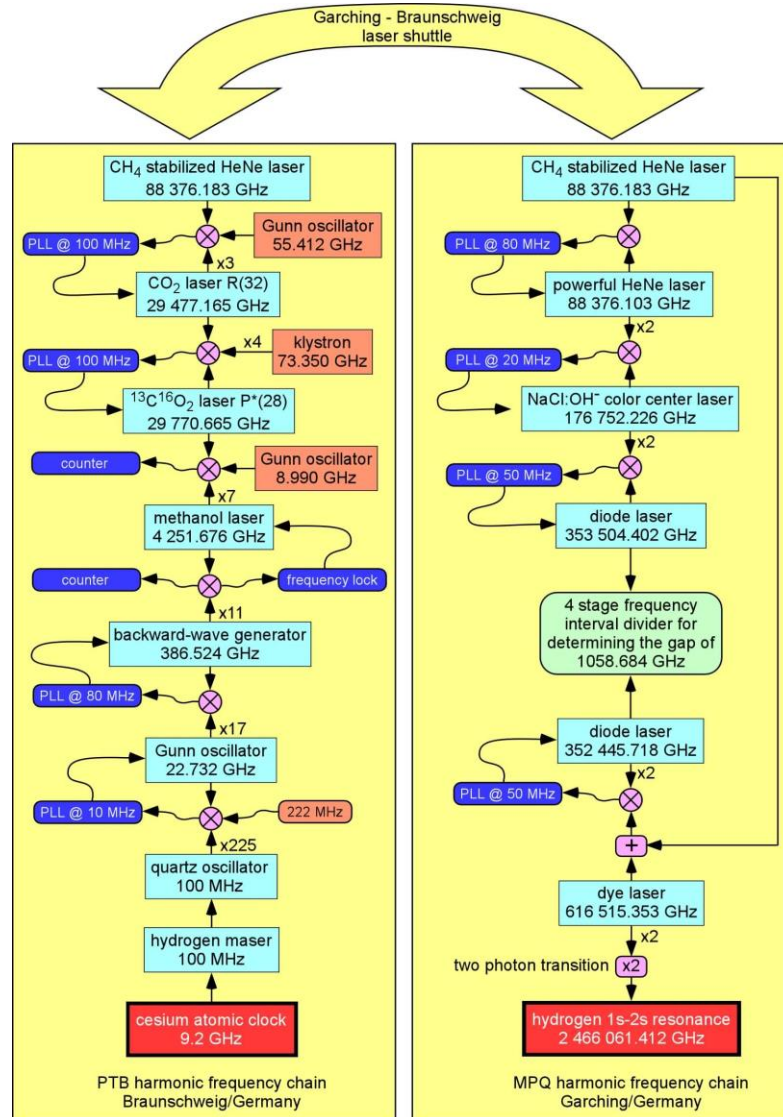 Garching - Braunschweig
laser shuttle
CH₄ stabilized HeNe laser
88 376.183 GHz
Gunn oscillator
55.412 GHz
PLL @ 100 MHz
x3
CO₂ laser R(32)
29 477.165 GHz
klystron
73.350 GHz
x4
PLL @ 100 MHz
¹³C¹⁶O₂ laser P*(28)
29 770.665 GHz
counter
Gunn oscillator
8.990 GHz
x7
methanol laser
4 251.676 GHz
counter
frequency lock
x11
backward-wave generator
386.524 GHz
PLL @ 80 MHz
x17
Gunn oscillator
22.732 GHz
PLL @ 10 MHz
222 MHz
x225
quartz oscillator
100 MHz
hydrogen maser
100 MHz
cesium atomic clock
9.2 GHz
PTB harmonic frequency chain
Braunschweig/Germany
CH₄ stabilized HeNe laser
88 376.183 GHz
PLL @ 80 MHz
powerful HeNe laser
88 376.103 GHz
x2
PLL @ 20 MHz
NaCl:OH⁻ color center laser
176 752.226 GHz
x2
PLL @ 50 MHz
diode laser
353 504.402 GHz
4 stage frequency
interval divider for
determining the gap of
1058.684 GHz
diode laser
352 445.718 GHz
x2
PLL @ 50 MHz
+
dye laser
616 515.353 GHz
x2
two photon transition
x2
hydrogen 1s-2s resonance
2 466 061.412 GHz
MPQ harmonic frequency chain
Garching/Germany